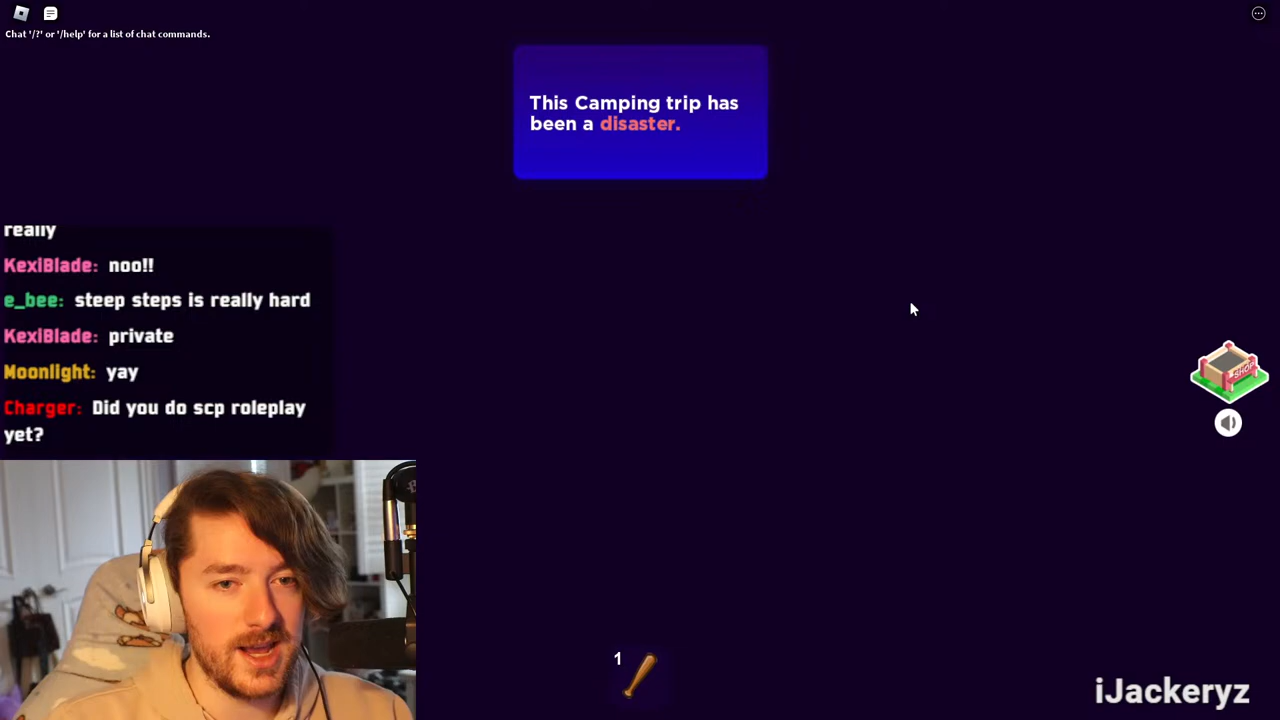 Chat '/?' or '/help' for a list of chat commands.
This Camping trip has
been a disaster.
really
KexiBlade: noo!!
e_bee: steep steps is really hard
KexiBlade: private
Moonlight: yay
Charger: Did you do scp roleplay
yet?
SHOP
1
iJackeryz